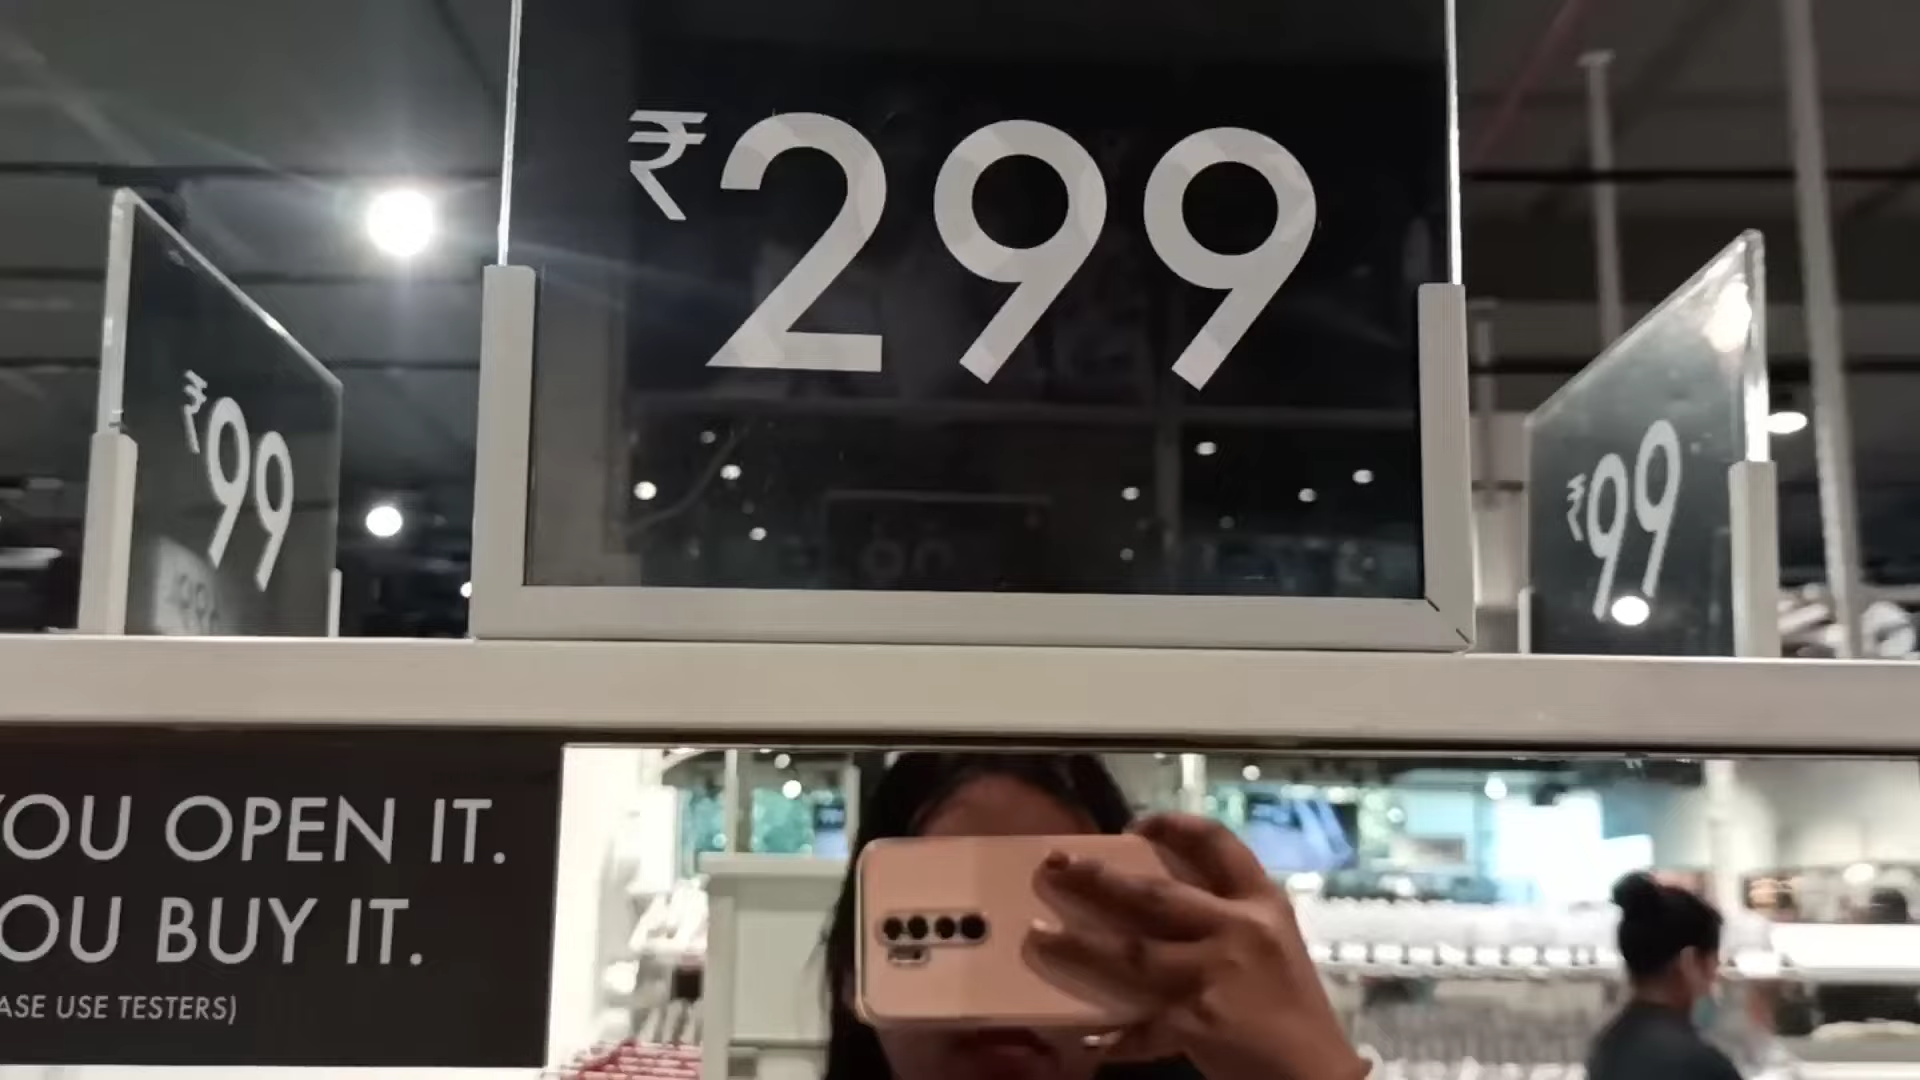 ₹299
₹99
₹99
OU OPEN IT.
OU BUY IT.
ASE USE TESTERS)